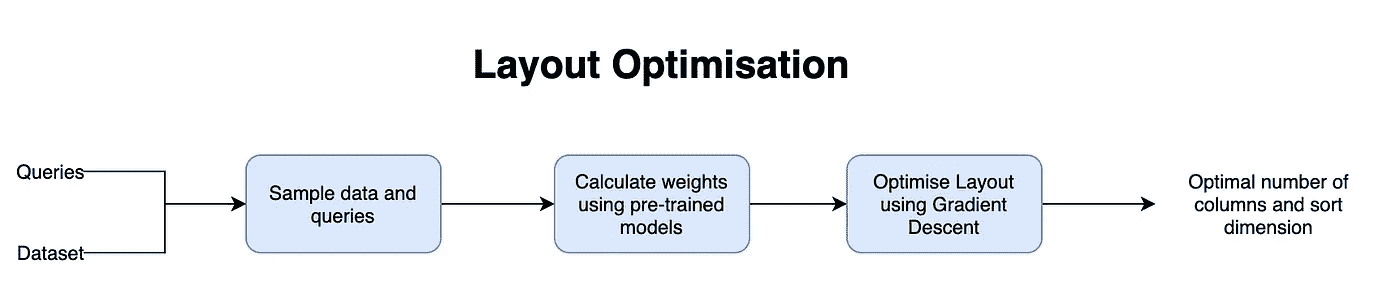 Layout Optimisation
Queries
Dataset
Sample data and
queries
Calculate weights
using pre-trained
models
Optimise Layout
using Gradient
Descent
Optimal number of
columns and sort
dimension